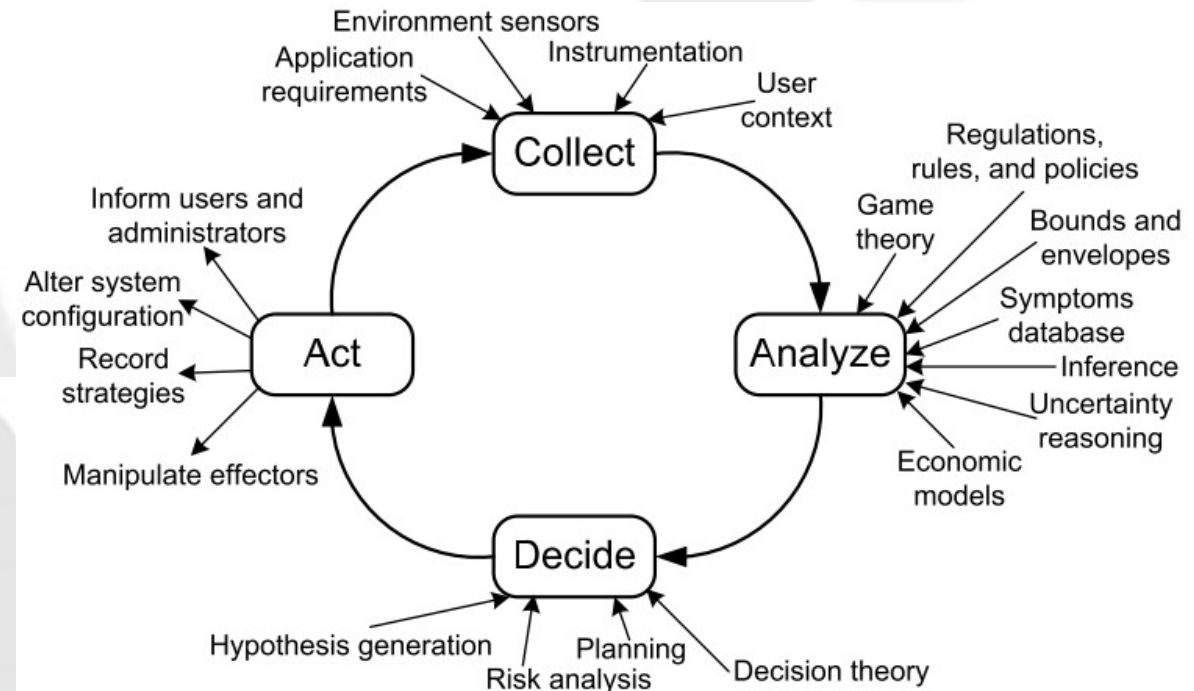 Environment sensors
Application
requirements
Instrumentation
User
context
Collect
Regulations,
rules, and policies
Game
theory
Bounds and
envelopes
Symptoms
database
Inference
Uncertainty
reasoning
Economic
models
Analyze
Inform users and
administrators
Alter system
configuration
Record
strategies
Manipulate effectors
Act
Decide
Hypothesis generation
Risk analysis
Planning
Decision theory